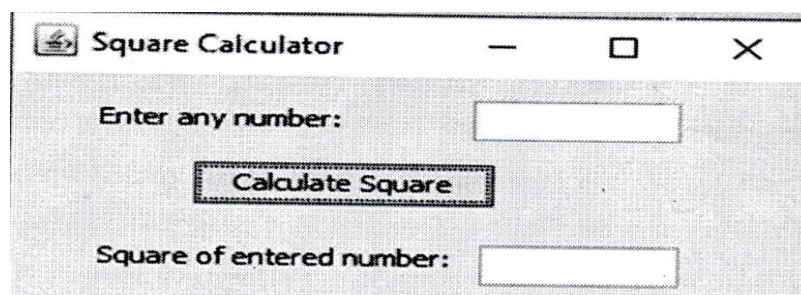 Square Calculator
Enter any number:
Calculate Square
Square of entered number: